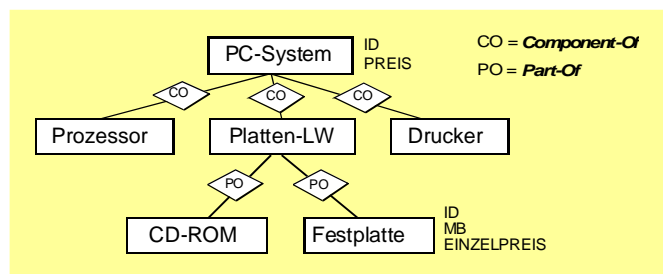 PC-System
ID
PREIS
CO = Component-Of
PO = Part-Of
CO
CO
CO
Prozessor
Platten-LW
Drucker
PO
PO
CD-ROM
Festplatte
ID
MB
EINZELPREIS